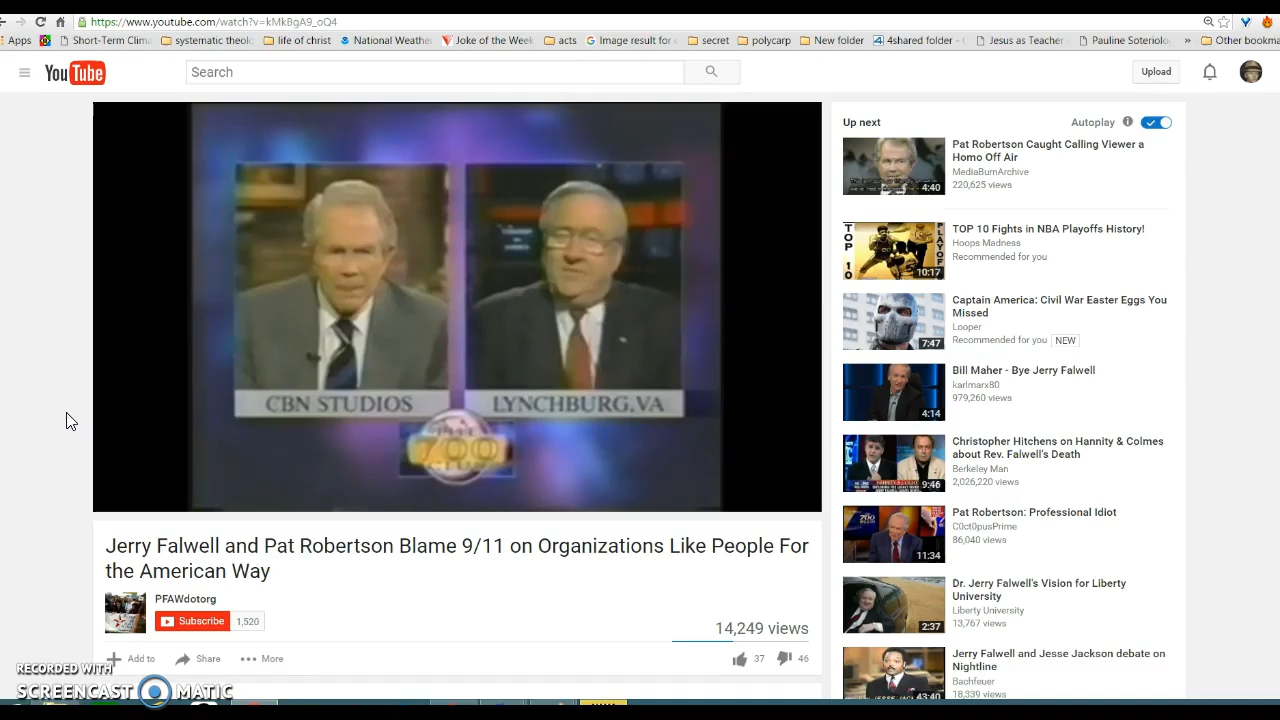 https://www.youtube.com/watch?v=kMkBgA9_oQ4
Apps
Short-Term Clima
systematic theolo
life of christ
National Weathe
Joke of the Week
acts
Image result for c
secret
polycarp
New folder
4shared folder -
Jesus as Teacher
Pauline Soteriolo
»
Other bookma
YouTube
Search
Upload
CBN STUDIOS
LYNCHBURG, VA
THE
700
Jerry Falwell and Pat Robertson Blame 9/11 on Organizations Like People For
the American Way
PFAWdotorg
Subscribe
1,520
14,249 views
Add to
Share
More
37
46
Up next
Autoplay
4:40
Pat Robertson Caught Calling Viewer a
Homo Off Air
MediaBurnArchive
220,625 views
TOP 10
PLAYOF
10:17
TOP 10 Fights in NBA Playoffs History!
Hoops Madness
Recommended for you
7:47
Captain America: Civil War Easter Eggs You
Missed
Looper
Recommended for you NEW
4:14
Bill Maher - Bye Jerry Falwell
karlmarx80
979,260 views
9:46
Christopher Hitchens on Hannity & Colmes
about Rev. Falwell's Death
Berkeley Man
2,026,220 views
700
11:34
Pat Robertson: Professional Idiot
C0ct0pusPrime
86,040 views
2:37
Dr. Jerry Falwell's Vision for Liberty
University
Liberty University
13,767 views
43:40
Jerry Falwell and Jesse Jackson debate on
Nightline
Bachfeuer
18,339 views
RECORDED WITH
SCREENCAST MATIC